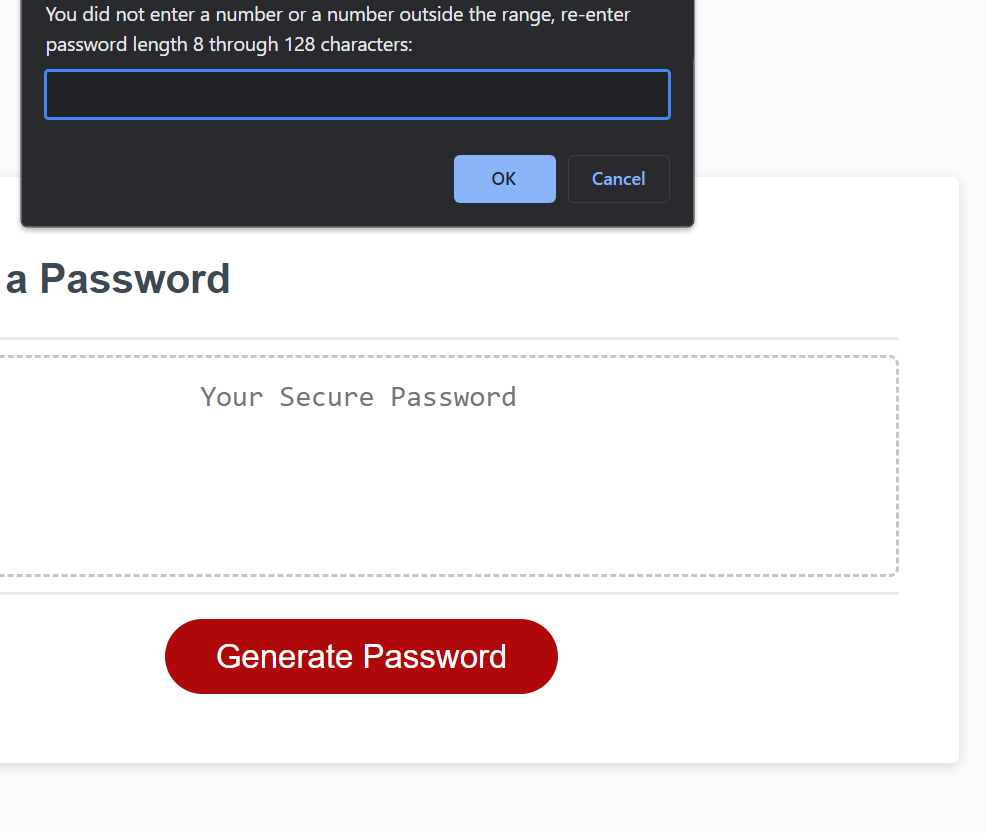 You did not enter a number or a number outside the range, re-enter
password length 8 through 128 characters:
OK
Cancel
a Password
Your Secure Password
Generate Password